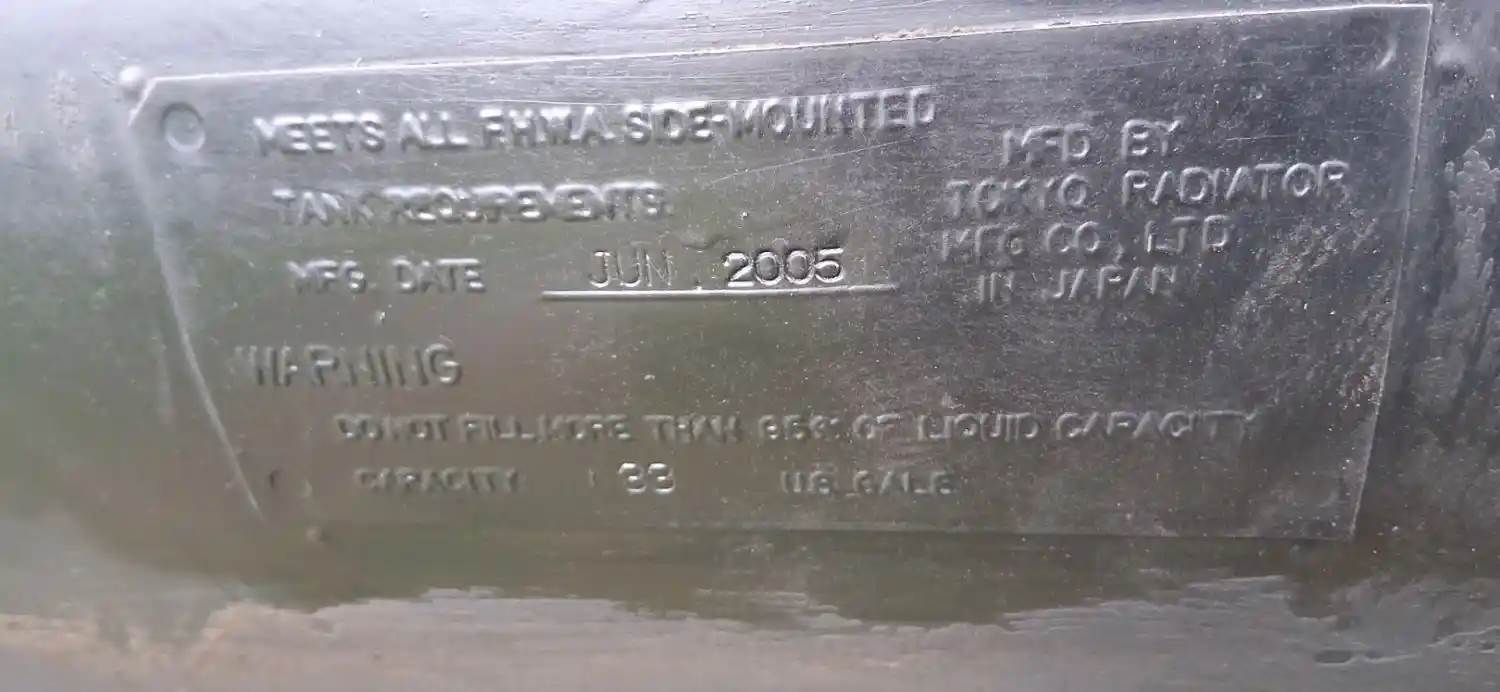 MEETS ALL F.H.W.A. SIDE-MOUNTED
TANK REQUIREMENTS.
MFG. DATE JUN . 2005
MFD BY
TOKYO RADIATOR
MFG CO., LTD
IN JAPAN
WARNING
DO NOT FILL MORE THAN 95% OF LIQUID CAPACITY
CAPACITY 33 U.S. GALS